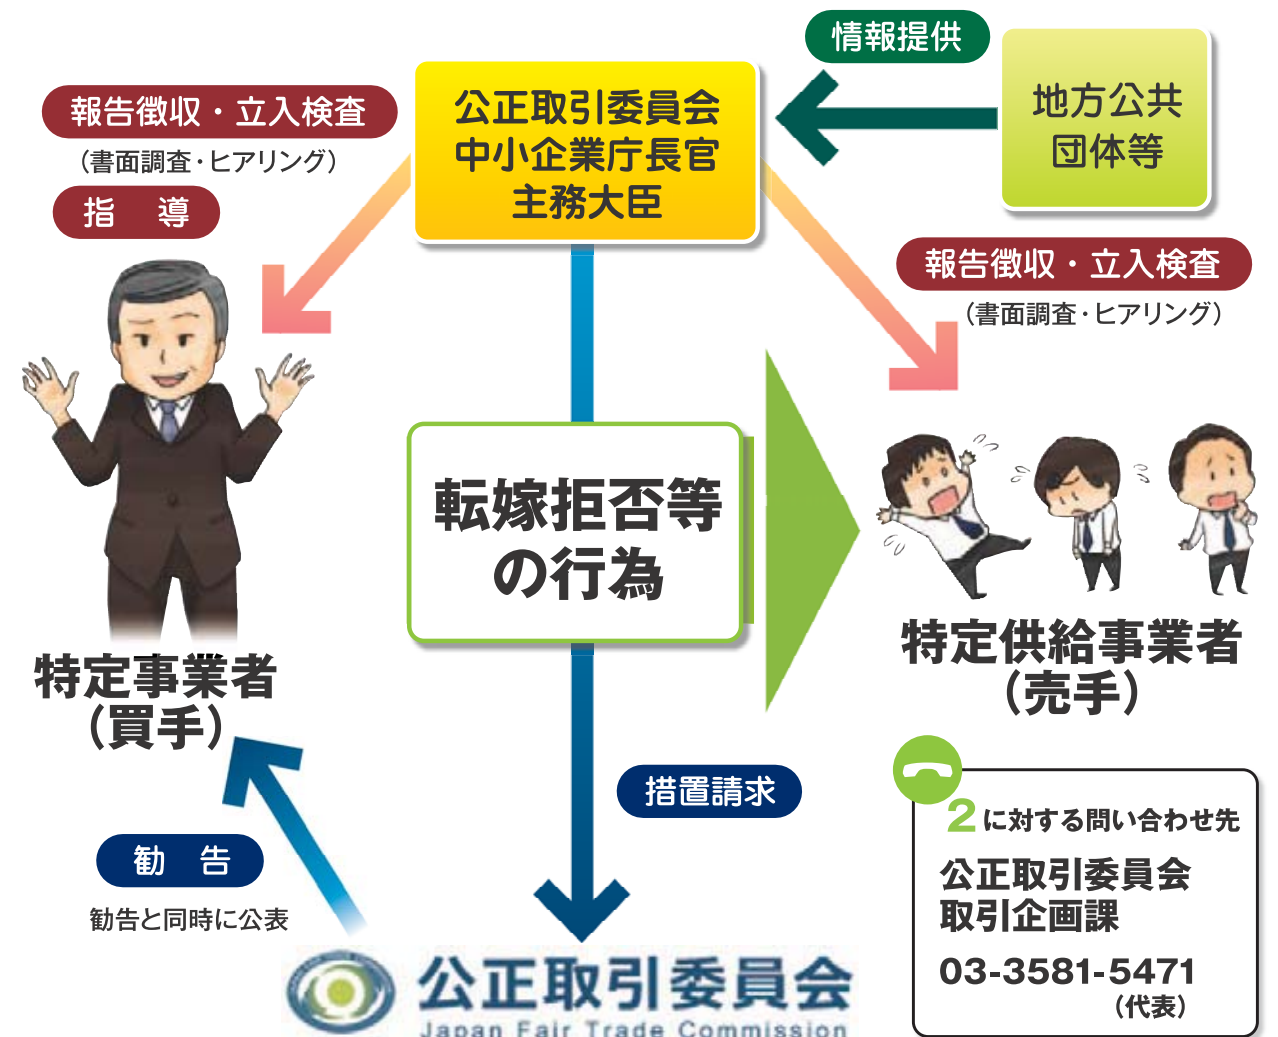 情報提供
地方公共
団体等
報告徴収・立入検査
（書面調査・ヒアリング）
指　導
公正取引委員会
中小企業庁長官
主務大臣
報告徴収・立入検査
（書面調査・ヒアリング）
転嫁拒否等
の行為
特定事業者
（買手）
特定供給事業者
（売手）
措置請求
勧　告
勧告と同時に公表
2に対する問い合わせ先
公正取引委員会
取引企画課
03-3581-5471
（代表）
公正取引委員会
Japan Fair Trade Commission